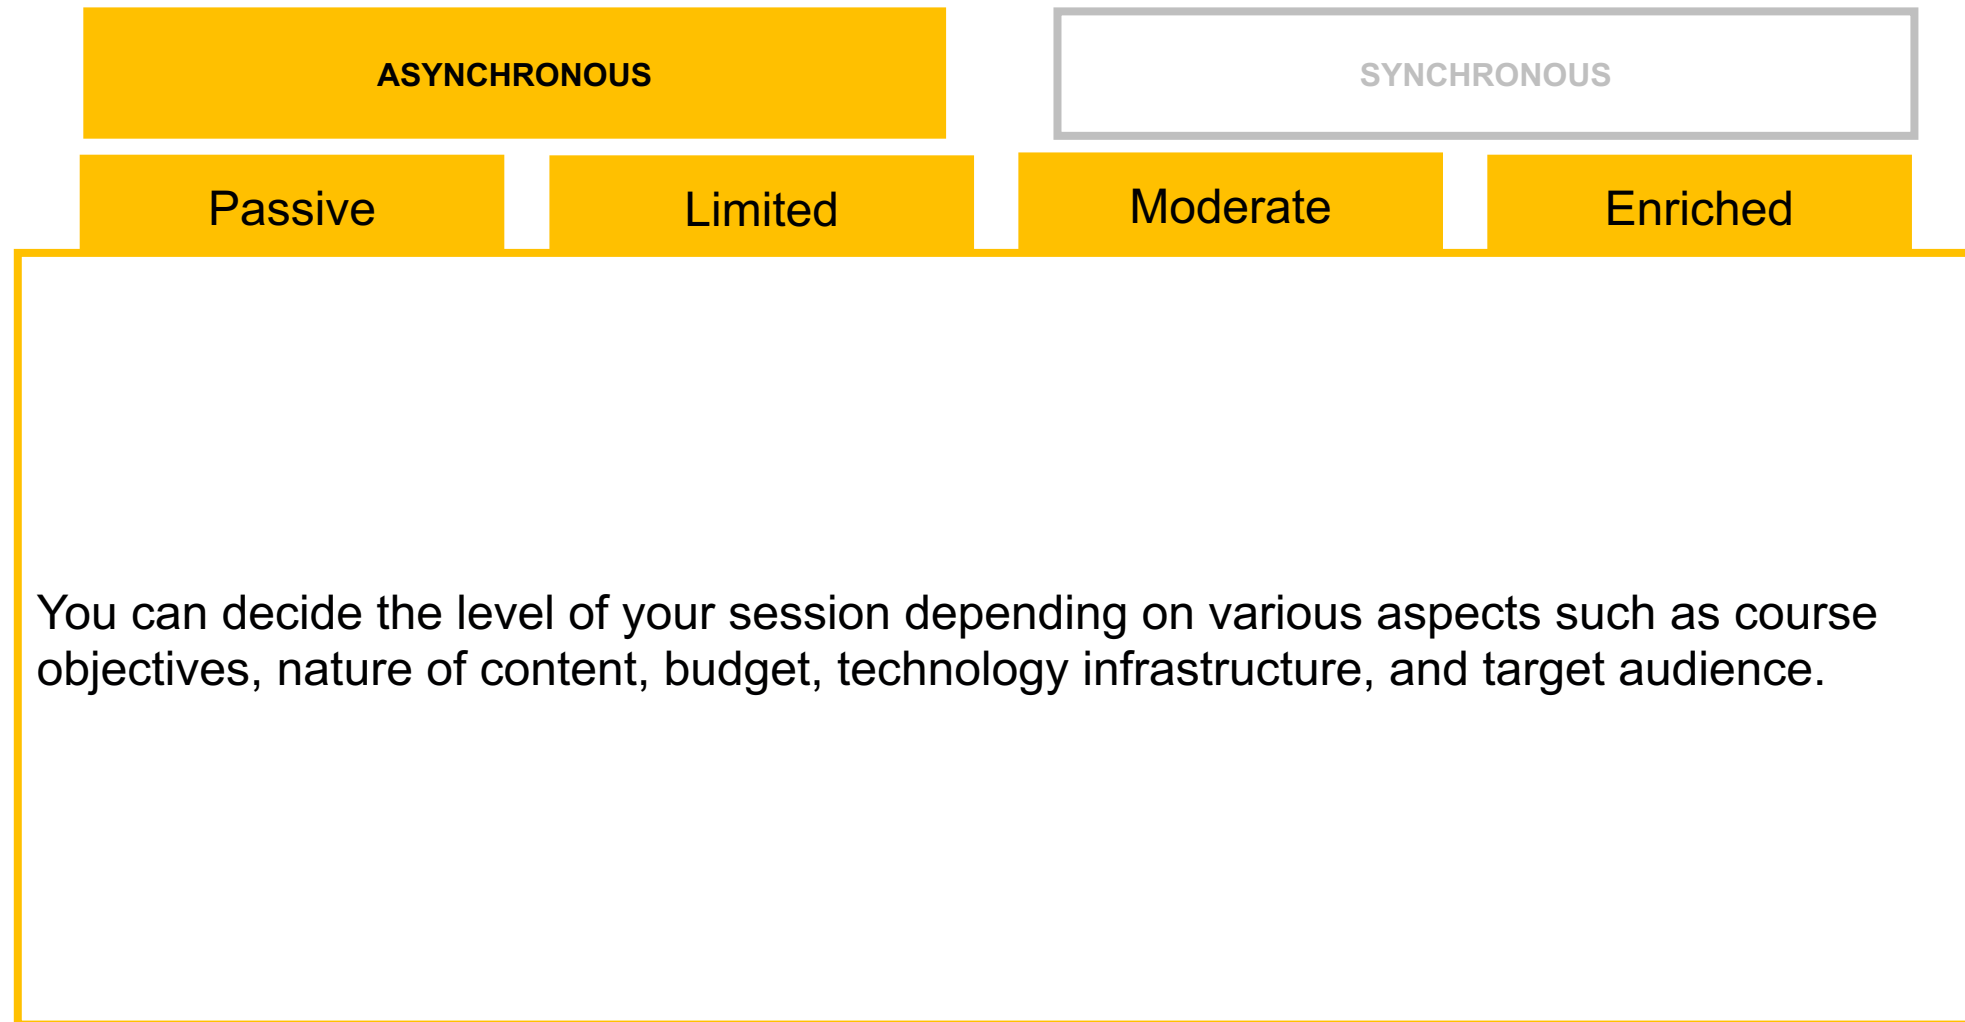 ASYNCHRONOUS
SYNCHRONOUS
Passive
Limited
Moderate
Enriched
You can decide the level of your session depending on various aspects such as course
objectives, nature of content, budget, technology infrastructure, and target audience.